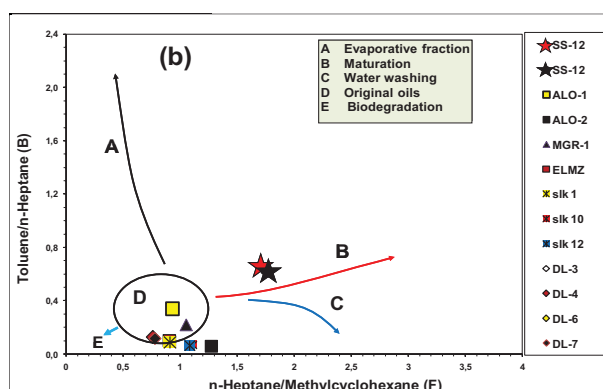 (b)
A Evaporative fraction
B Maturation
C Water washing
D Original oils
E Biodegradation
SS-12
SS-12
ALO-1
ALO-2
MGR-1
ELMZ
slk 1
slk 10
slk 12
DL-3
DL-4
DL-6
DL-7
Toluene/n-Heptane (B)
2,4
2,0
1,6
1,2
0,8
0,4
0,0
A
B
C
D
E
0 0,5 1 1,5 2 2,5 3 3,5 4
n-Heptane/Methylcyclohexane (F)